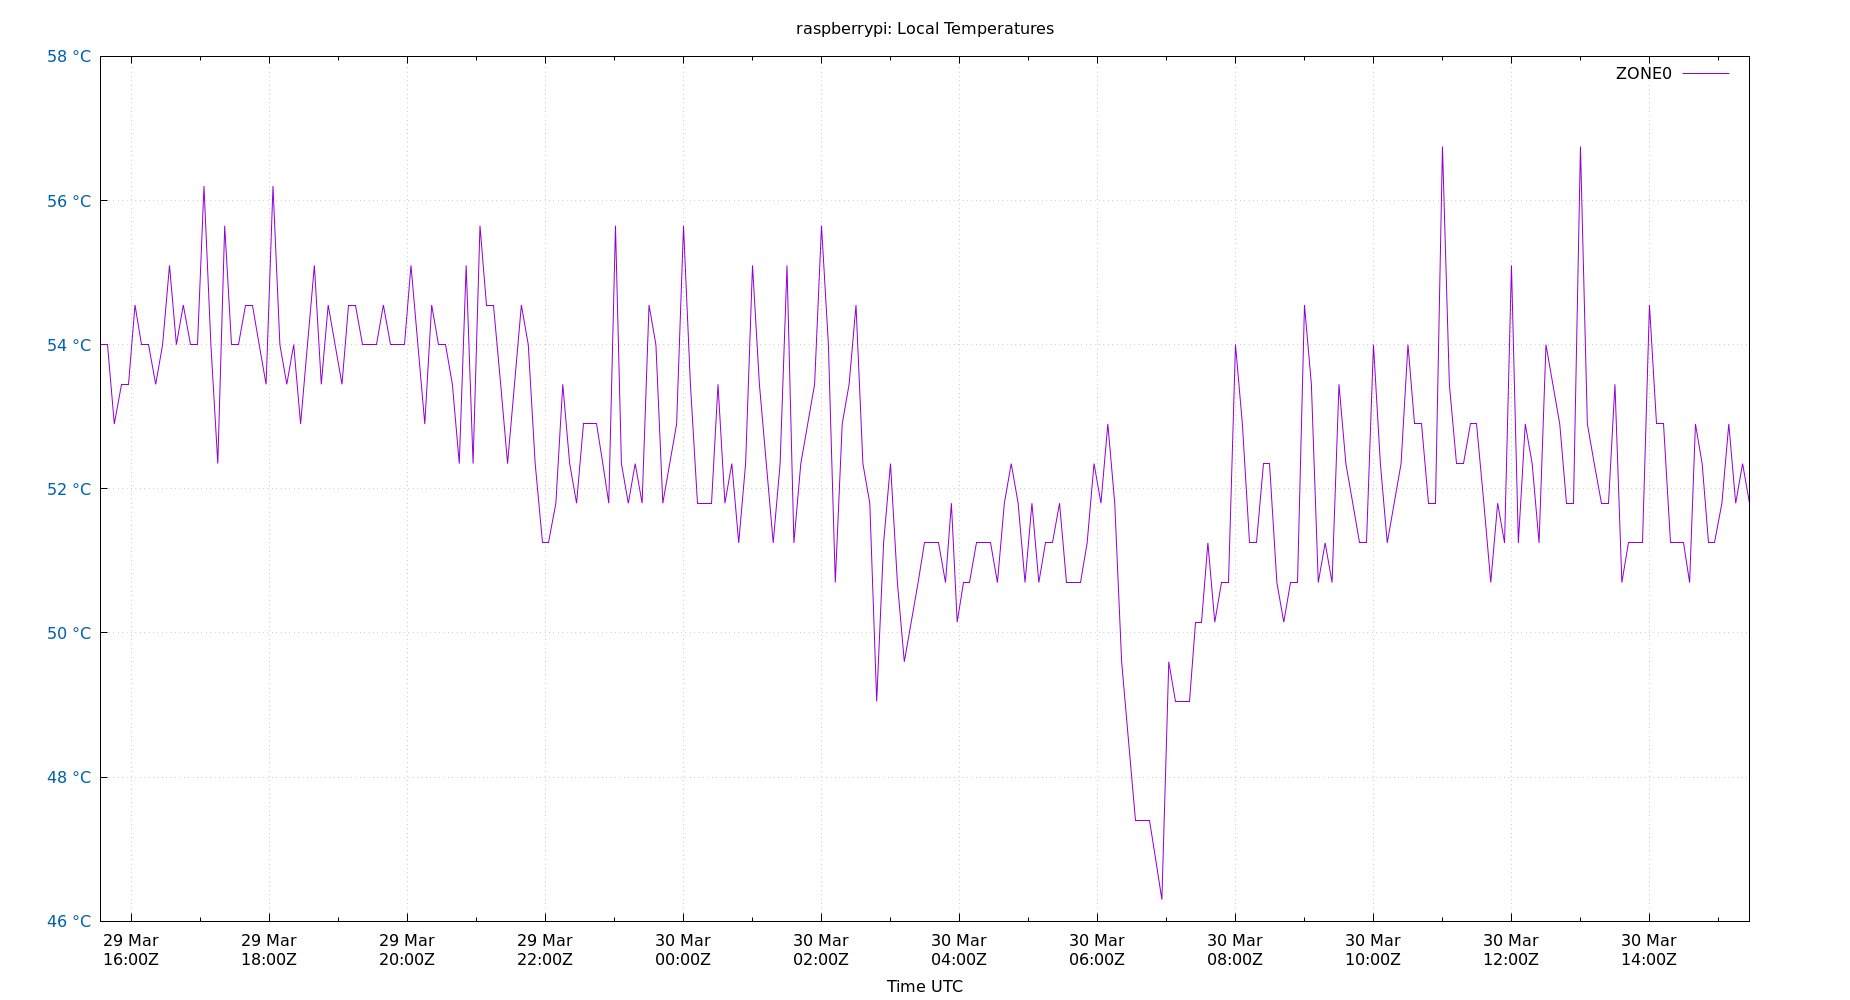 raspberrypi: Local Temperatures
58 °C
ZONE0
56 °C
54 °C
52 °C
50 °C
48 °C
46 °C
29 Mar 29 Mar 29 Mar 29 Mar 30 Mar 30 Mar 30 Mar 30 Mar 30 Mar 30 Mar 30 Mar 30 Mar
16:00Z 18:00Z 20:00Z 22:00Z 00:00Z 02:00Z 04:00Z 06:00Z 08:00Z 10:00Z 12:00Z 14:00Z
Time UTC